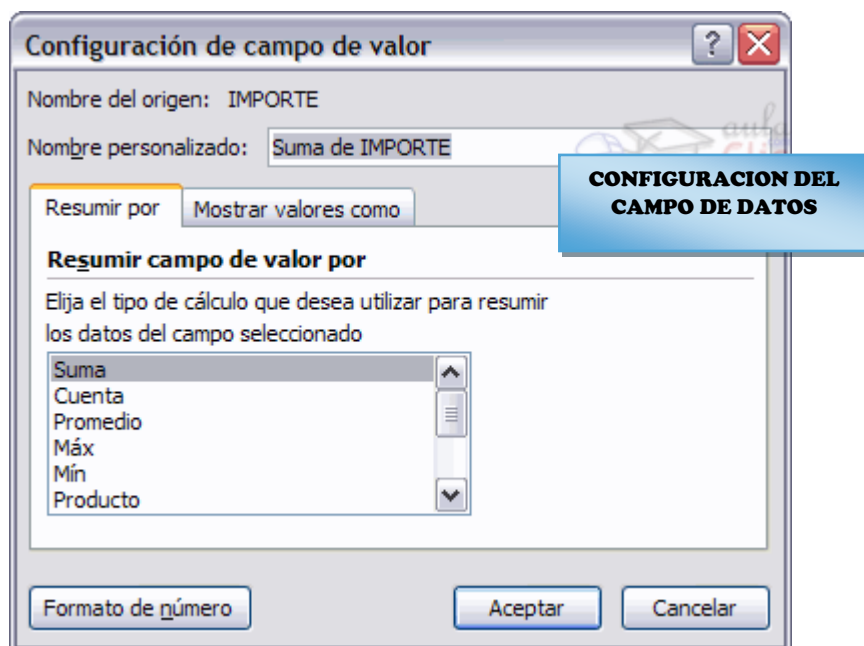 Configuración de campo de valor
Nombre del origen: IMPORTE
Nombre personalizado: Suma de IMPORTE
aula
CONFIGURACION DEL
CAMPO DE DATOS
Resumir por Mostrar valores como
Resumir campo de valor por
Elija el tipo de cálculo que desea utilizar para resumir
los datos del campo seleccionado
Suma
Cuenta
Promedio
Máx
Mín
Producto
Formato de número Aceptar Cancelar